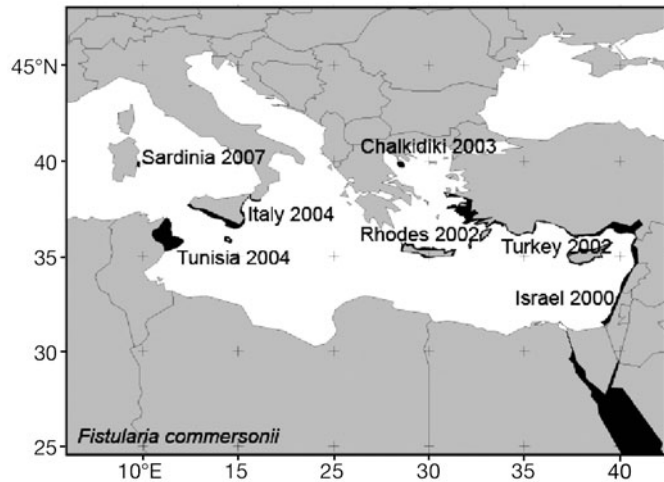 45°N
Chalkidiki 2003
40
Sardinia 2007
Italy 2004
Rhodes 2002
Turkey 2002
35
Tunisia 2004
Israel 2000
30
25
Fistularia commersonii
10°E 15 20 25 30 35 40